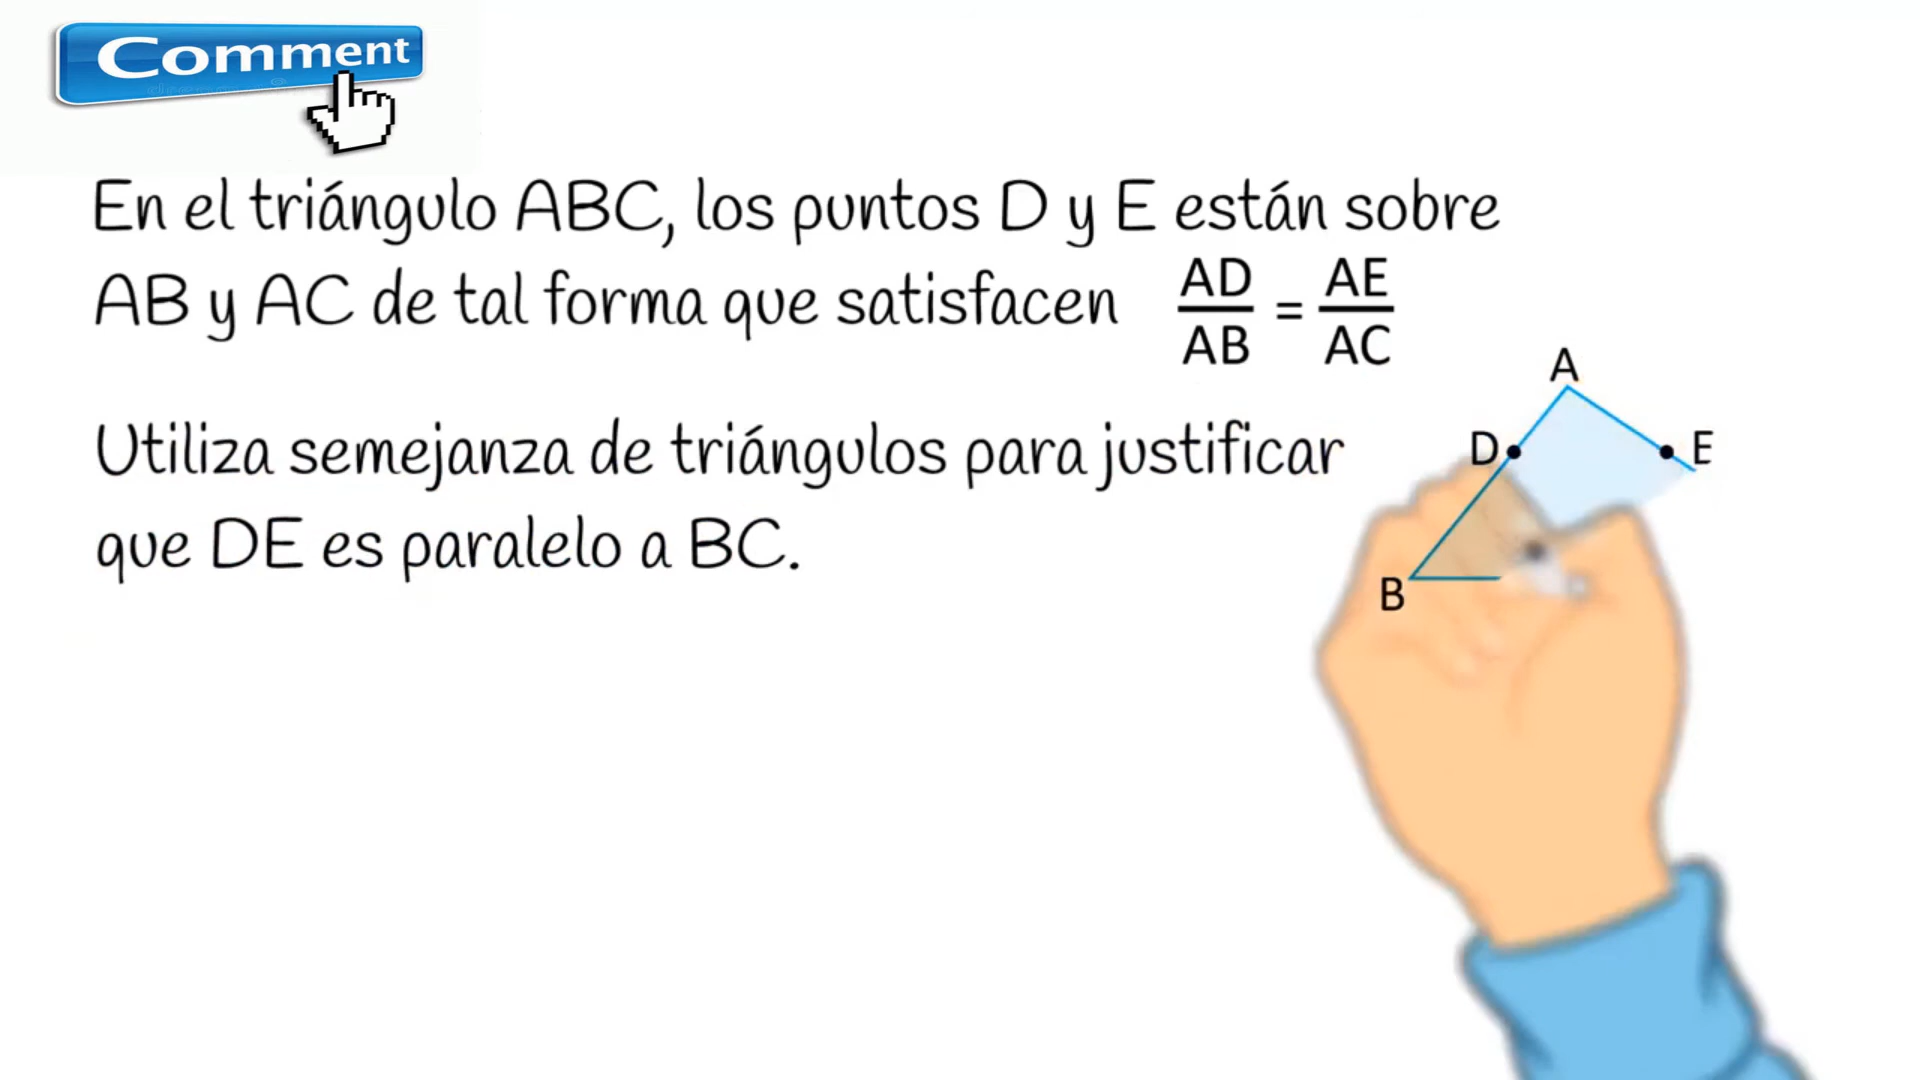 Comment
En el triángulo ABC, los puntos D y E están sobre
AB y AC de tal forma que satisfacen AD/AB = AE/AC
A
Utiliza semejanza de triángulos para justificar
D E
que DE es paralelo a BC.
B